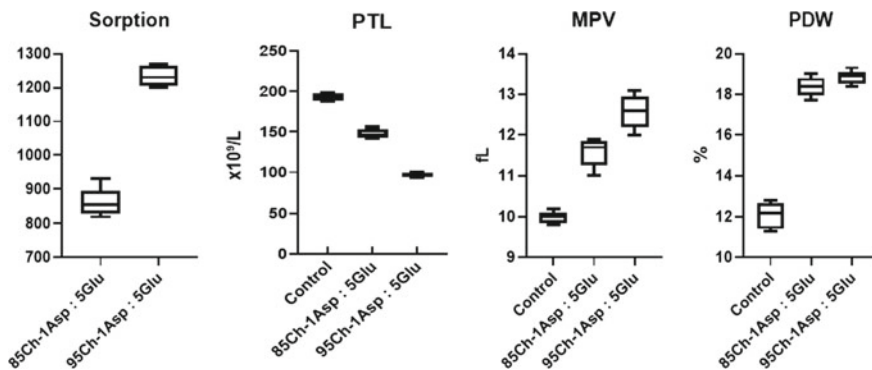 Sorption
1300
1200
1100
1000
900
800
700
85Ch-1Asp : 5Glu
95Ch-1Asp : 5Glu
PTL
x10⁹/L
250
200
150
100
50
0
Control
85Ch-1Asp : 5Glu
95Ch-1Asp : 5Glu
MPV
fL
14
13
12
11
10
9
Control
85Ch-1Asp : 5Glu
95Ch-1Asp : 5Glu
PDW
%
20
18
16
14
12
10
Control
85Ch-1Asp : 5Glu
95Ch-1Asp : 5Glu